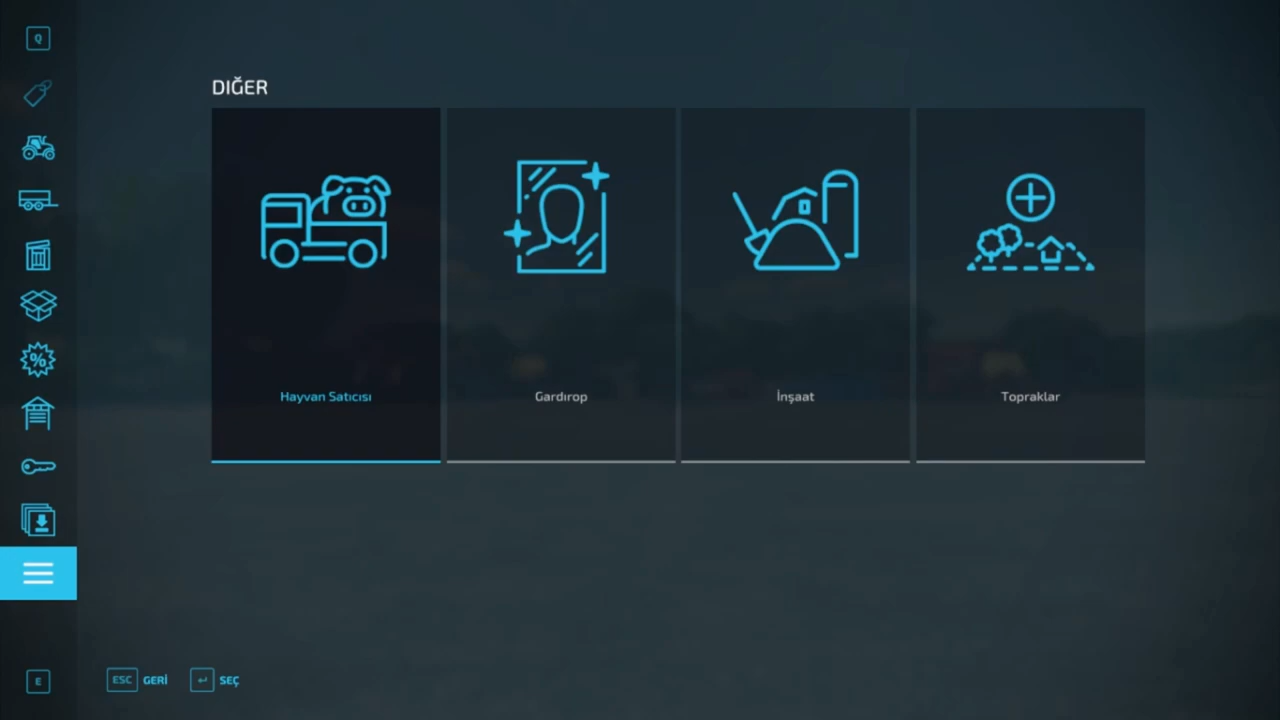 Q
DIĞER
%
Hayvan Satıcısı
Gardırop
İnşaat
Topraklar
E
ESC GERİ
SEÇ